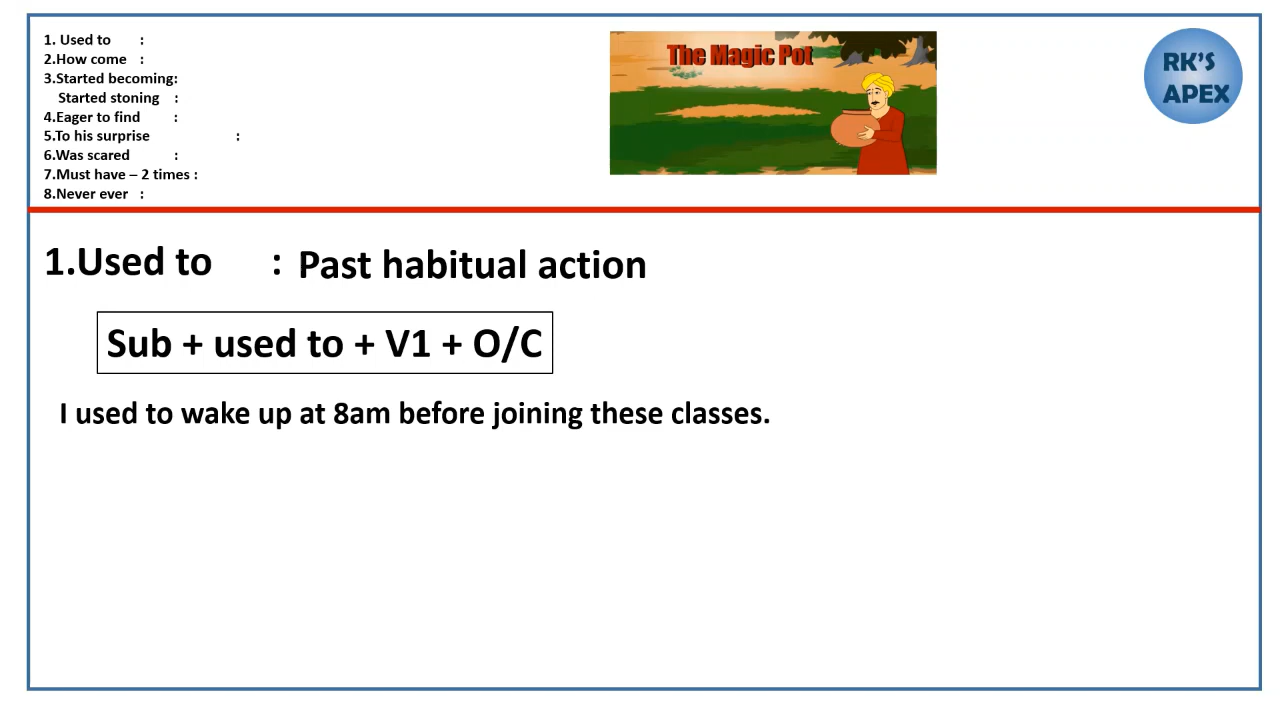 1. Used to :
2.How come :
3.Started becoming:
Started stoning :
4.Eager to find :
5.To his surprise :
6.Was scared :
7.Must have – 2 times :
8.Never ever :
The Magic Pot
RK'S
APEX
1.Used to : Past habitual action
Sub + used to + V1 + O/C
I used to wake up at 8am before joining these classes.